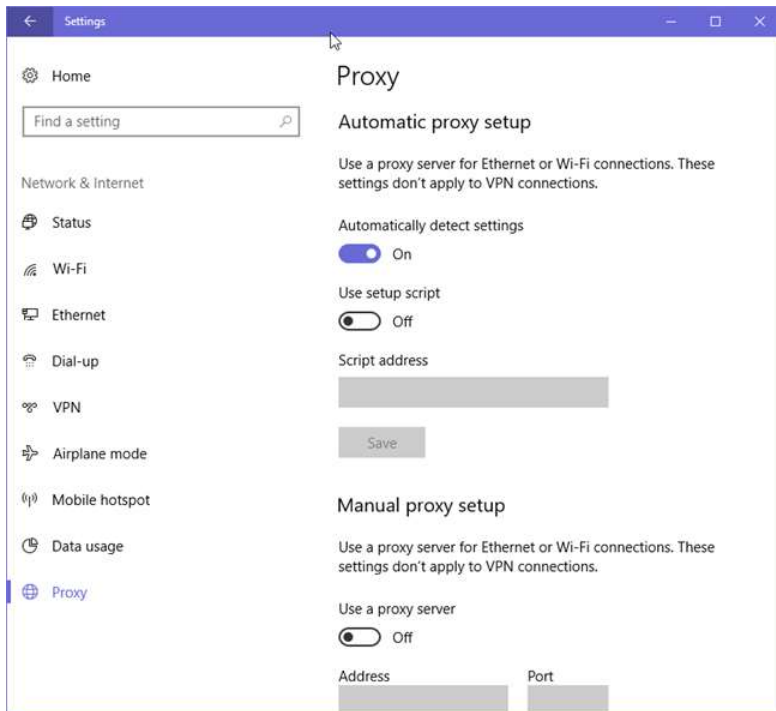 Settings
Home
Find a setting
Network & Internet
Status
Wi-Fi
Ethernet
Dial-up
VPN
Airplane mode
Mobile hotspot
Data usage
Proxy
Proxy
Automatic proxy setup
Use a proxy server for Ethernet or Wi-Fi connections. These
settings don't apply to VPN connections.
Automatically detect settings
On
Use setup script
Off
Script address
Save
Manual proxy setup
Use a proxy server for Ethernet or Wi-Fi connections. These
settings don't apply to VPN connections.
Use a proxy server
Off
Address Port